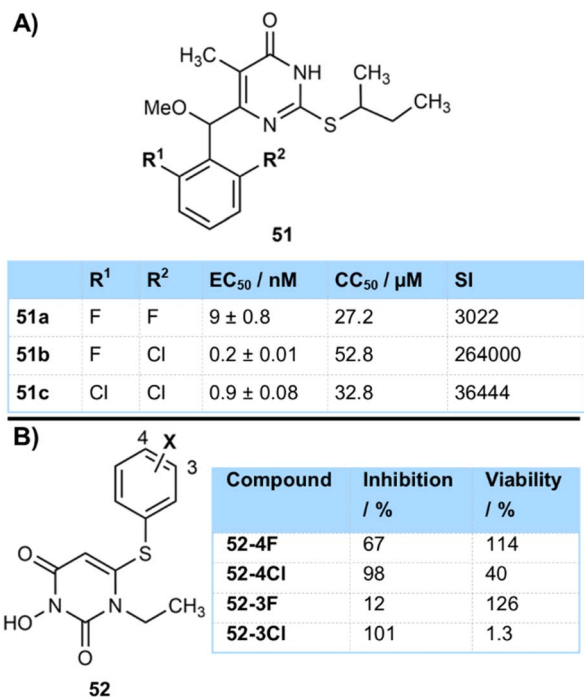 A)
O
H₃C
NH
CH₃
MeO
N
S
CH₃
R¹
R²
51
R¹ R² EC₅₀ / nM CC₅₀ / µM SI
51a F F 9 ± 0.8 27.2 3022
51b F Cl 0.2 ± 0.01 52.8 264000
51c Cl Cl 0.9 ± 0.08 32.8 36444
B)
4 X
3
O
S
N
N
CH₃
HO
O
52
Compound Inhibition / % Viability / %
52-4F 67 114
52-4Cl 98 40
52-3F 12 126
52-3Cl 101 1.3